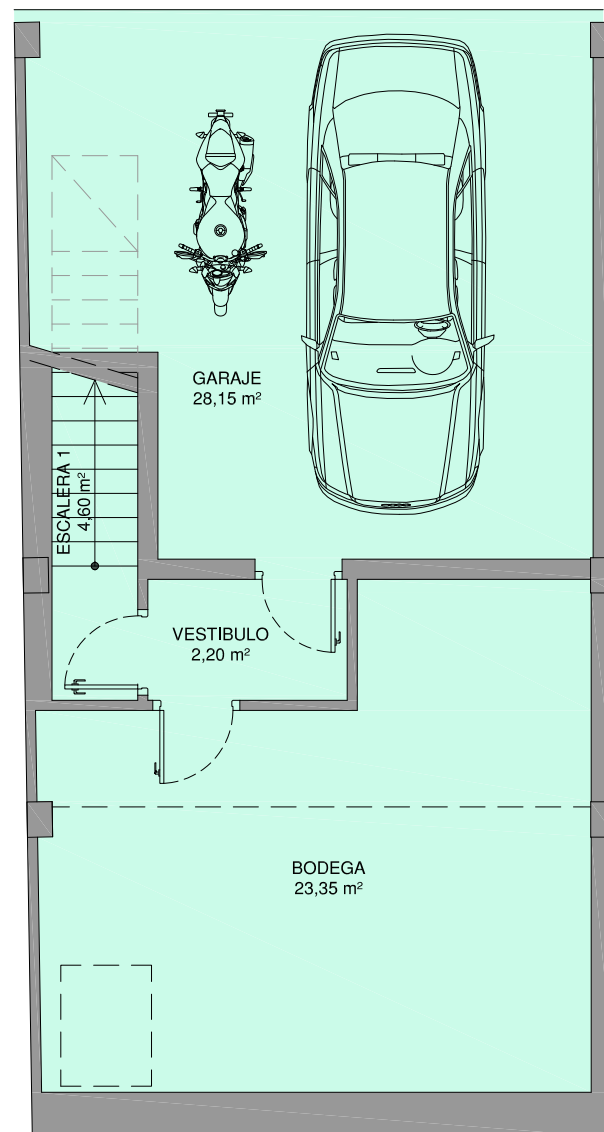 GARAJE
28,15 m²
ESCALERA 1
4,60 m²
VESTIBULO
2,20 m²
BODEGA
23,35 m²